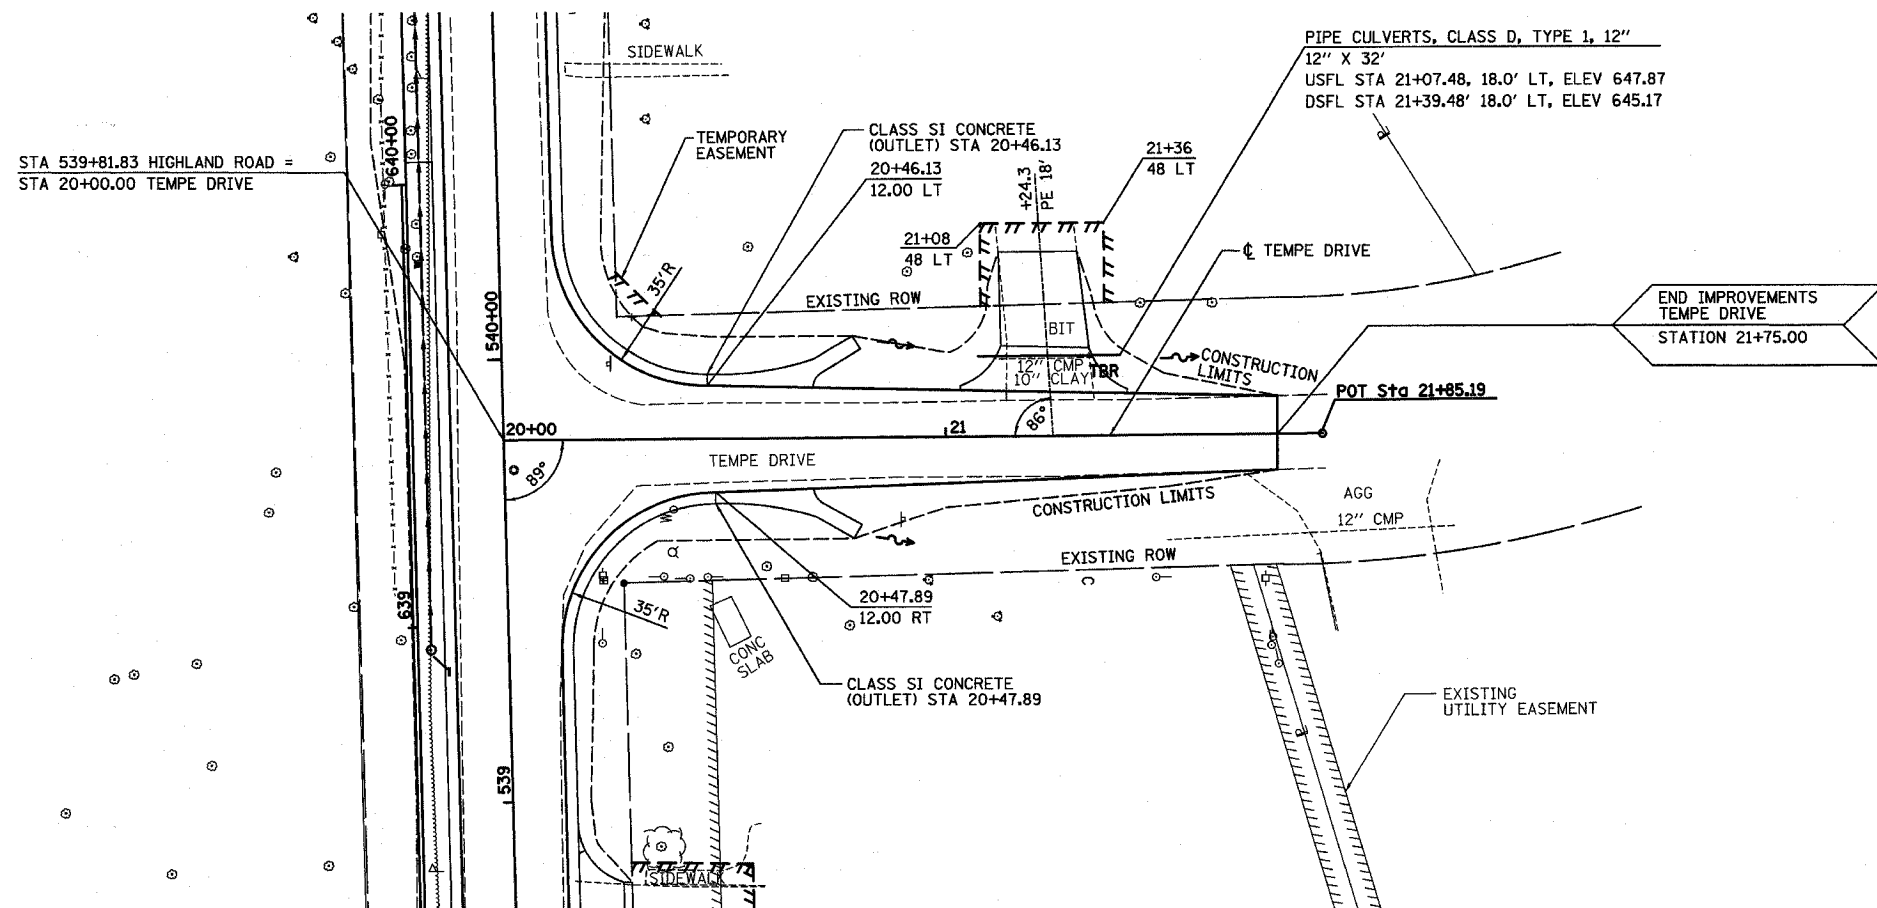 SIDEWALK
PIPE CULVERTS, CLASS D, TYPE 1, 12"
12" X 32'
USFL STA 21+07.48, 18.0' LT, ELEV 647.87
DSFL STA 21+39.48' 18.0' LT, ELEV 645.17
TEMPORARY
EASEMENT
CLASS SI CONCRETE
(OUTLET) STA 20+46.13
20+46.13
12.00 LT
640+00
STA 539+81.83 HIGHLAND ROAD =
STA 20+00.00 TEMPE DRIVE
+24.3
PE 18'
21+36
48 LT
21+08
48 LT
℄ TEMPE DRIVE
35'R
EXISTING ROW
END IMPROVEMENTS
TEMPE DRIVE
STATION 21+75.00
540+00
BIT
12" CMP
10" CLAY
TBR
CONSTRUCTION
LIMITS
POT Sta 21+85.19
20+00
21
86°
89°
TEMPE DRIVE
CONSTRUCTION LIMITS
AGG
12" CMP
EXISTING ROW
639
35'R
20+47.89
12.00 RT
CONC
SLAB
CLASS SI CONCRETE
(OUTLET) STA 20+47.89
EXISTING
UTILITY EASEMENT
539
SIDEWALK